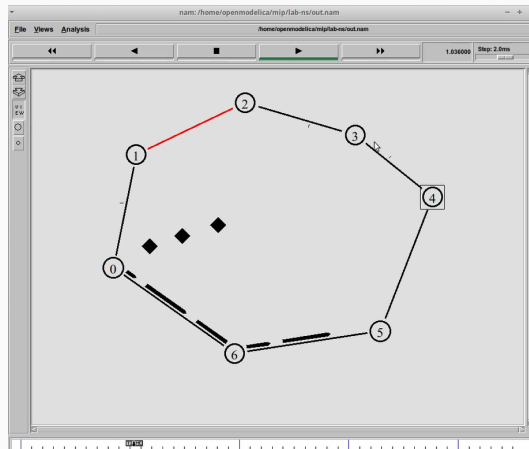 nam: /home/openmodelica/mip/lab-ns/out.nam
File Views Analysis /home/openmodelica/mip/lab-ns/out.nam
1.030000 Step: 2.0ms
2
3
1
4
0
5
6